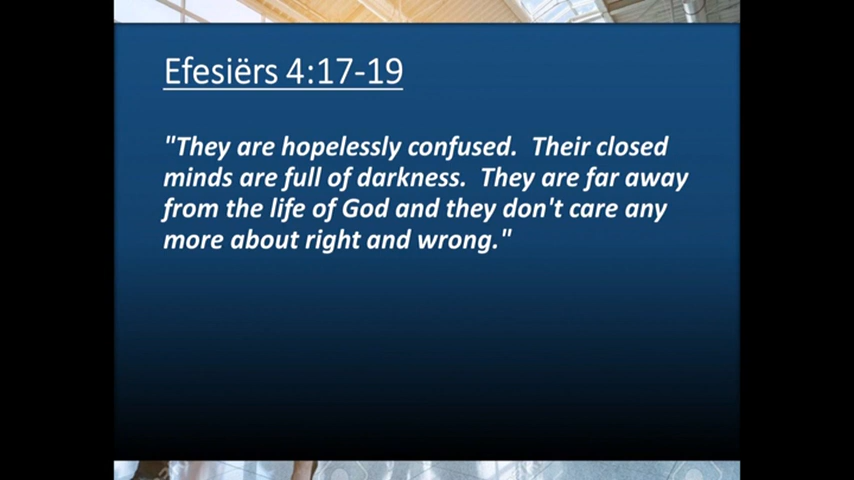 Efesiërs 4:17-19
"They are hopelessly confused.  Their closed
minds are full of darkness.  They are far away
from the life of God and they don't care any
more about right and wrong."